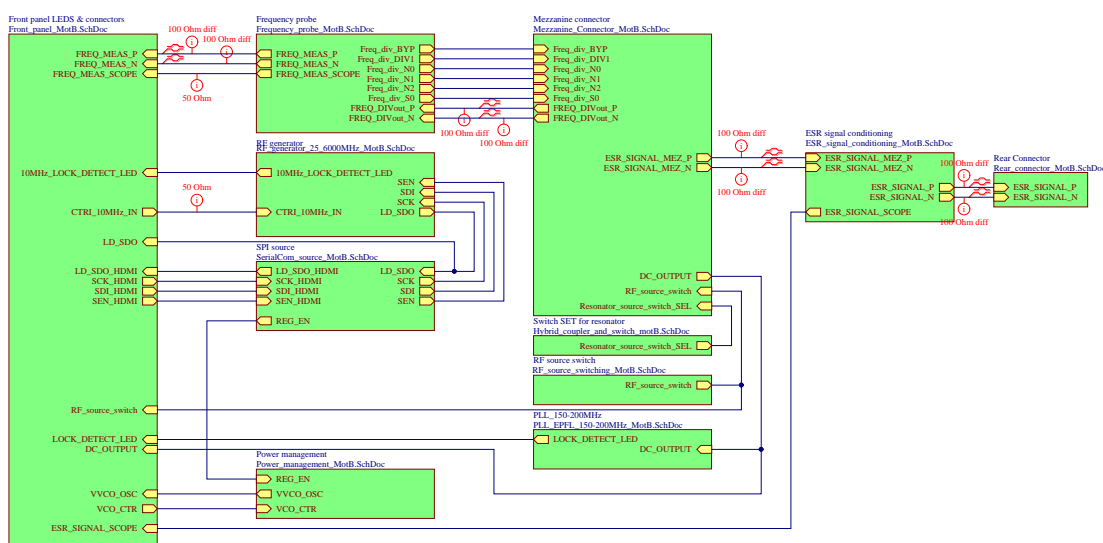 Front panel LEDS & connectors
Front_panel_MotB.SchDoc
FREQ_MEAS_P
FREQ_MEAS_N
FREQ_MEAS_SCOPE
10MHz_LOCK_DETECT_LED
CTRI_10MHz_IN
LD_SDO
LD_SDO_HDMI
SCK_HDMI
SDI_HDMI
SEN_HDMI
RF_source_switch
LOCK_DETECT_LED
DC_OUTPUT
VVCO_OSC
VCO_CTR
ESR_SIGNAL_SCOPE
100 Ohm diff
100 Ohm diff
50 Ohm
50 Ohm
Frequency probe
Frequency_probe_MotB.SchDoc
FREQ_MEAS_P
FREQ_MEAS_N
FREQ_MEAS_SCOPE
Freq_div_BYP
Freq_div_DIV1
Freq_div_N0
Freq_div_N1
Freq_div_N2
Freq_div_S0
FREQ_DIVout_P
FREQ_DIVout_N
100 Ohm diff
100 Ohm diff
RF generator
RF_generator_25_6000MHz_MotB.SchDoc
10MHz_LOCK_DETECT_LED
CTRI_10MHz_IN
SEN
SDI
SCK
LD_SDO
SPI source
SerialCom_source_MotB.SchDoc
LD_SDO_HDMI
SCK_HDMI
SDI_HDMI
SEN_HDMI
REG_EN
LD_SDO
SCK
SDI
SEN
Power management
Power_management_MotB.SchDoc
REG_EN
VVCO_OSC
VCO_CTR
Mezzanine connector
Mezzanine_Connector_MotB.SchDoc
Freq_div_BYP
Freq_div_DIV1
Freq_div_N0
Freq_div_N1
Freq_div_N2
Freq_div_S0
FREQ_DIVout_P
FREQ_DIVout_N
ESR_SIGNAL_MEZ_P
ESR_SIGNAL_MEZ_N
DC_OUTPUT
RF_source_switch
Resonator_source_switch_SEL
Switch SET for resonator
Hybrid_coupler_and_switch_motB.SchDoc
Resonator_source_switch_SEL
RF source switch
RF_source_switching_MotB.SchDoc
RF_source_switch
PLL_150-200MHz
PLL_EPFL_150-200MHz_MotB.SchDoc
LOCK_DETECT_LED
DC_OUTPUT
100 Ohm diff
100 Ohm diff
ESR signal conditioning
ESR_signal_conditioning_MotB.SchDoc
ESR_SIGNAL_MEZ_P
ESR_SIGNAL_MEZ_N
ESR_SIGNAL_P
ESR_SIGNAL_N
ESR_SIGNAL_SCOPE
100 Ohm diff
100 Ohm diff
Rear Connector
Rear_connector_MotB.SchDoc
ESR_SIGNAL_P
ESR_SIGNAL_N